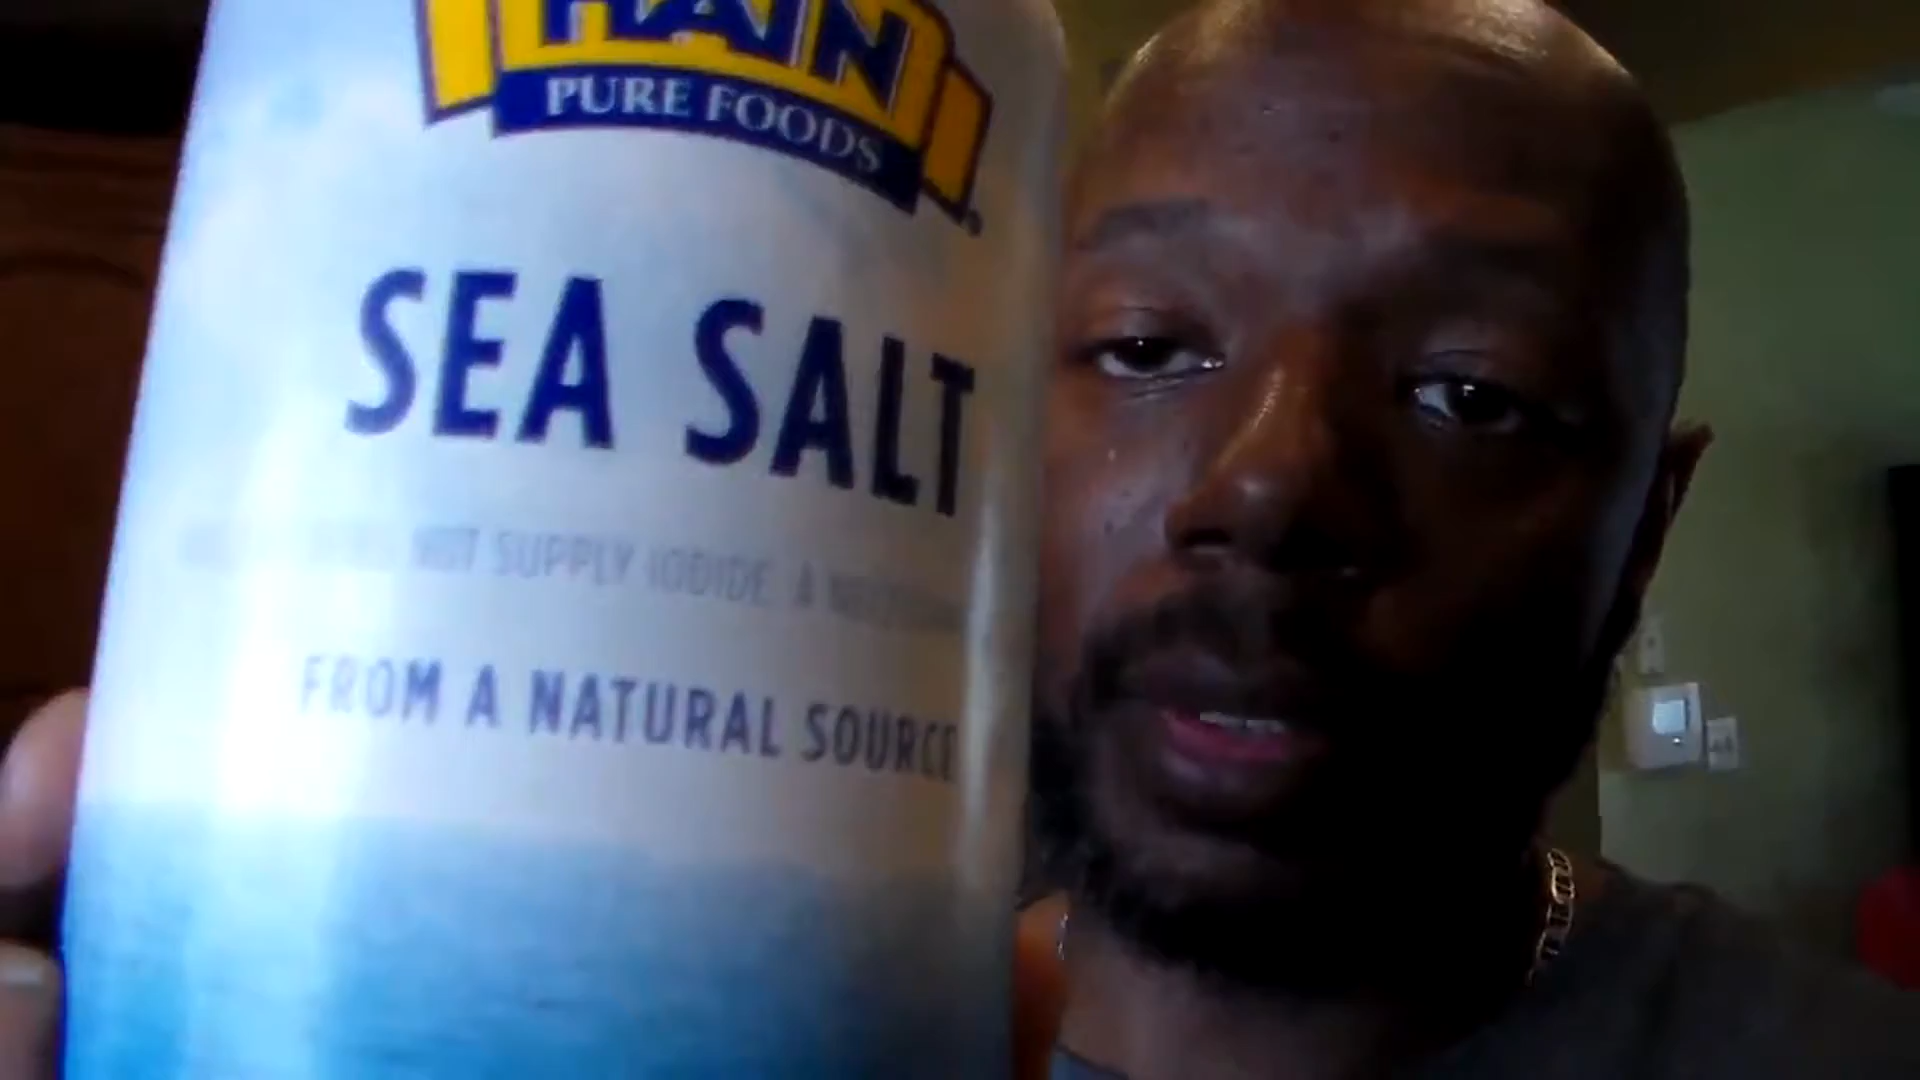 HAIN
PURE FOODS
SEA SALT
NOT SUPPLY IODIDE, A
FROM A NATURAL SOURCE